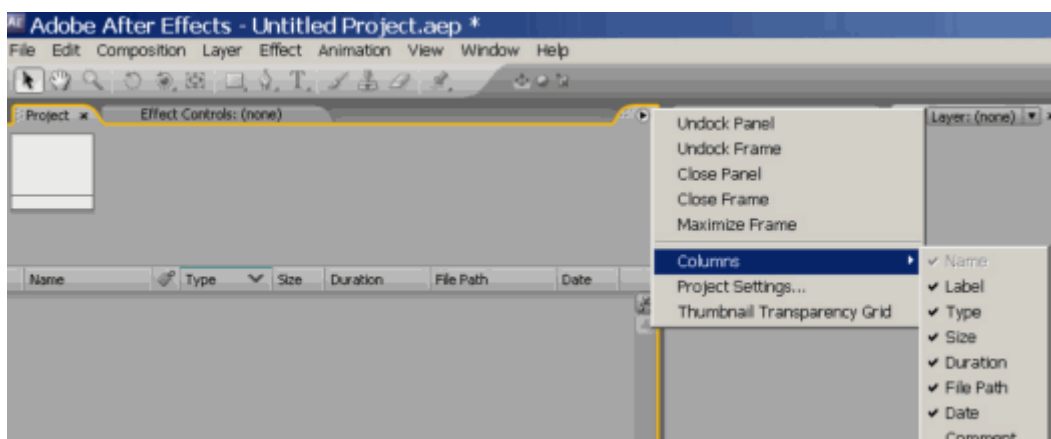 Ae Adobe After Effects - Untitled Project.aep *
File Edit Composition Layer Effect Animation View Window Help
Project Effect Controls: (none) Layer: (none)
Undock Panel
Undock Frame
Close Panel
Close Frame
Maximize Frame
Columns
Project Settings...
Thumbnail Transparency Grid
Name
Label
Type
Size
Duration
File Path
Date
Comment
Name Type Size Duration File Path Date